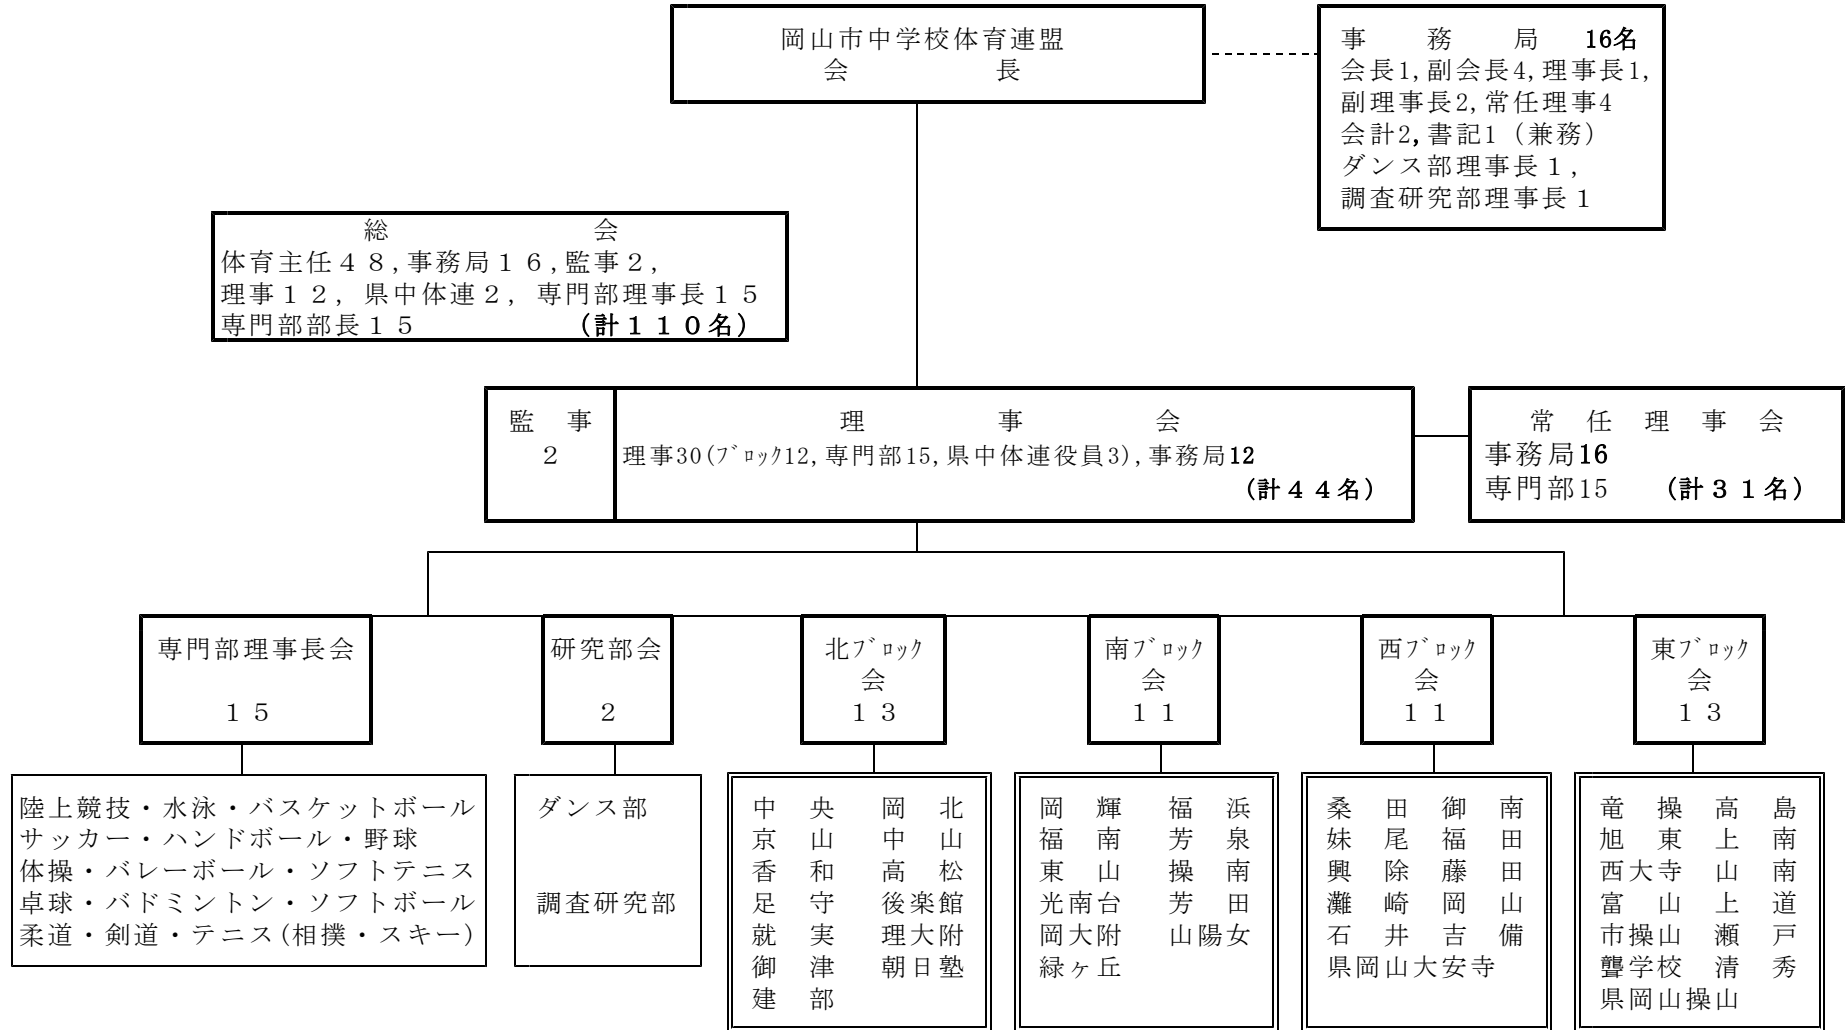 岡山市中学校体育連盟
会　　　　　長
事　務　局　16名
会長1,副会長4,理事長1,
副理事長2,常任理事4
会計2,書記1（兼務）
ダンス部理事長１,
調査研究部理事長１
総　　　　　会
体育主任４８,事務局１６,監事２,
理事１２, 県中体連２, 専門部理事長１５
専門部部長１５　　　　（計１１０名）
監　事
２
理　　　事　　　会
理事30(ﾌﾞﾛｯｸ12,専門部15,県中体連役員3),事務局12
（計４４名）
常　任　理　事　会
事務局16
専門部15　（計３１名）
専門部理事長会
１５
研究部会
２
北ﾌﾞﾛｯｸ
会
１３
南ﾌﾞﾛｯｸ
会
１１
西ﾌﾞﾛｯｸ
会
１１
東ﾌﾞﾛｯｸ
会
１３
陸上競技・水泳・バスケットボール
サッカー・ハンドボール・野球
体操・バレーボール・ソフトテニス
卓球・バドミントン・ソフトボール
柔道・剣道・テニス(相撲・スキー)
ダンス部
調査研究部
中　央　岡　北
京　山　中　山
香　和　高　松
足　守　後楽館
就　実　理大附
御　津　朝日塾
建　部
岡　輝　福　浜
福　南　芳　泉
東　山　操　南
光南台　芳　田
岡大附　山陽女
緑ヶ丘
桑　田　御　南
妹　尾　福　田
興　除　藤　田
灘　崎　岡　山
石　井　吉　備
県岡山大安寺
竜　操　高　島
旭　東　上　南
西大寺　山　南
富　山　上　道
市操山　瀬　戸
聾学校　清　秀
県岡山操山